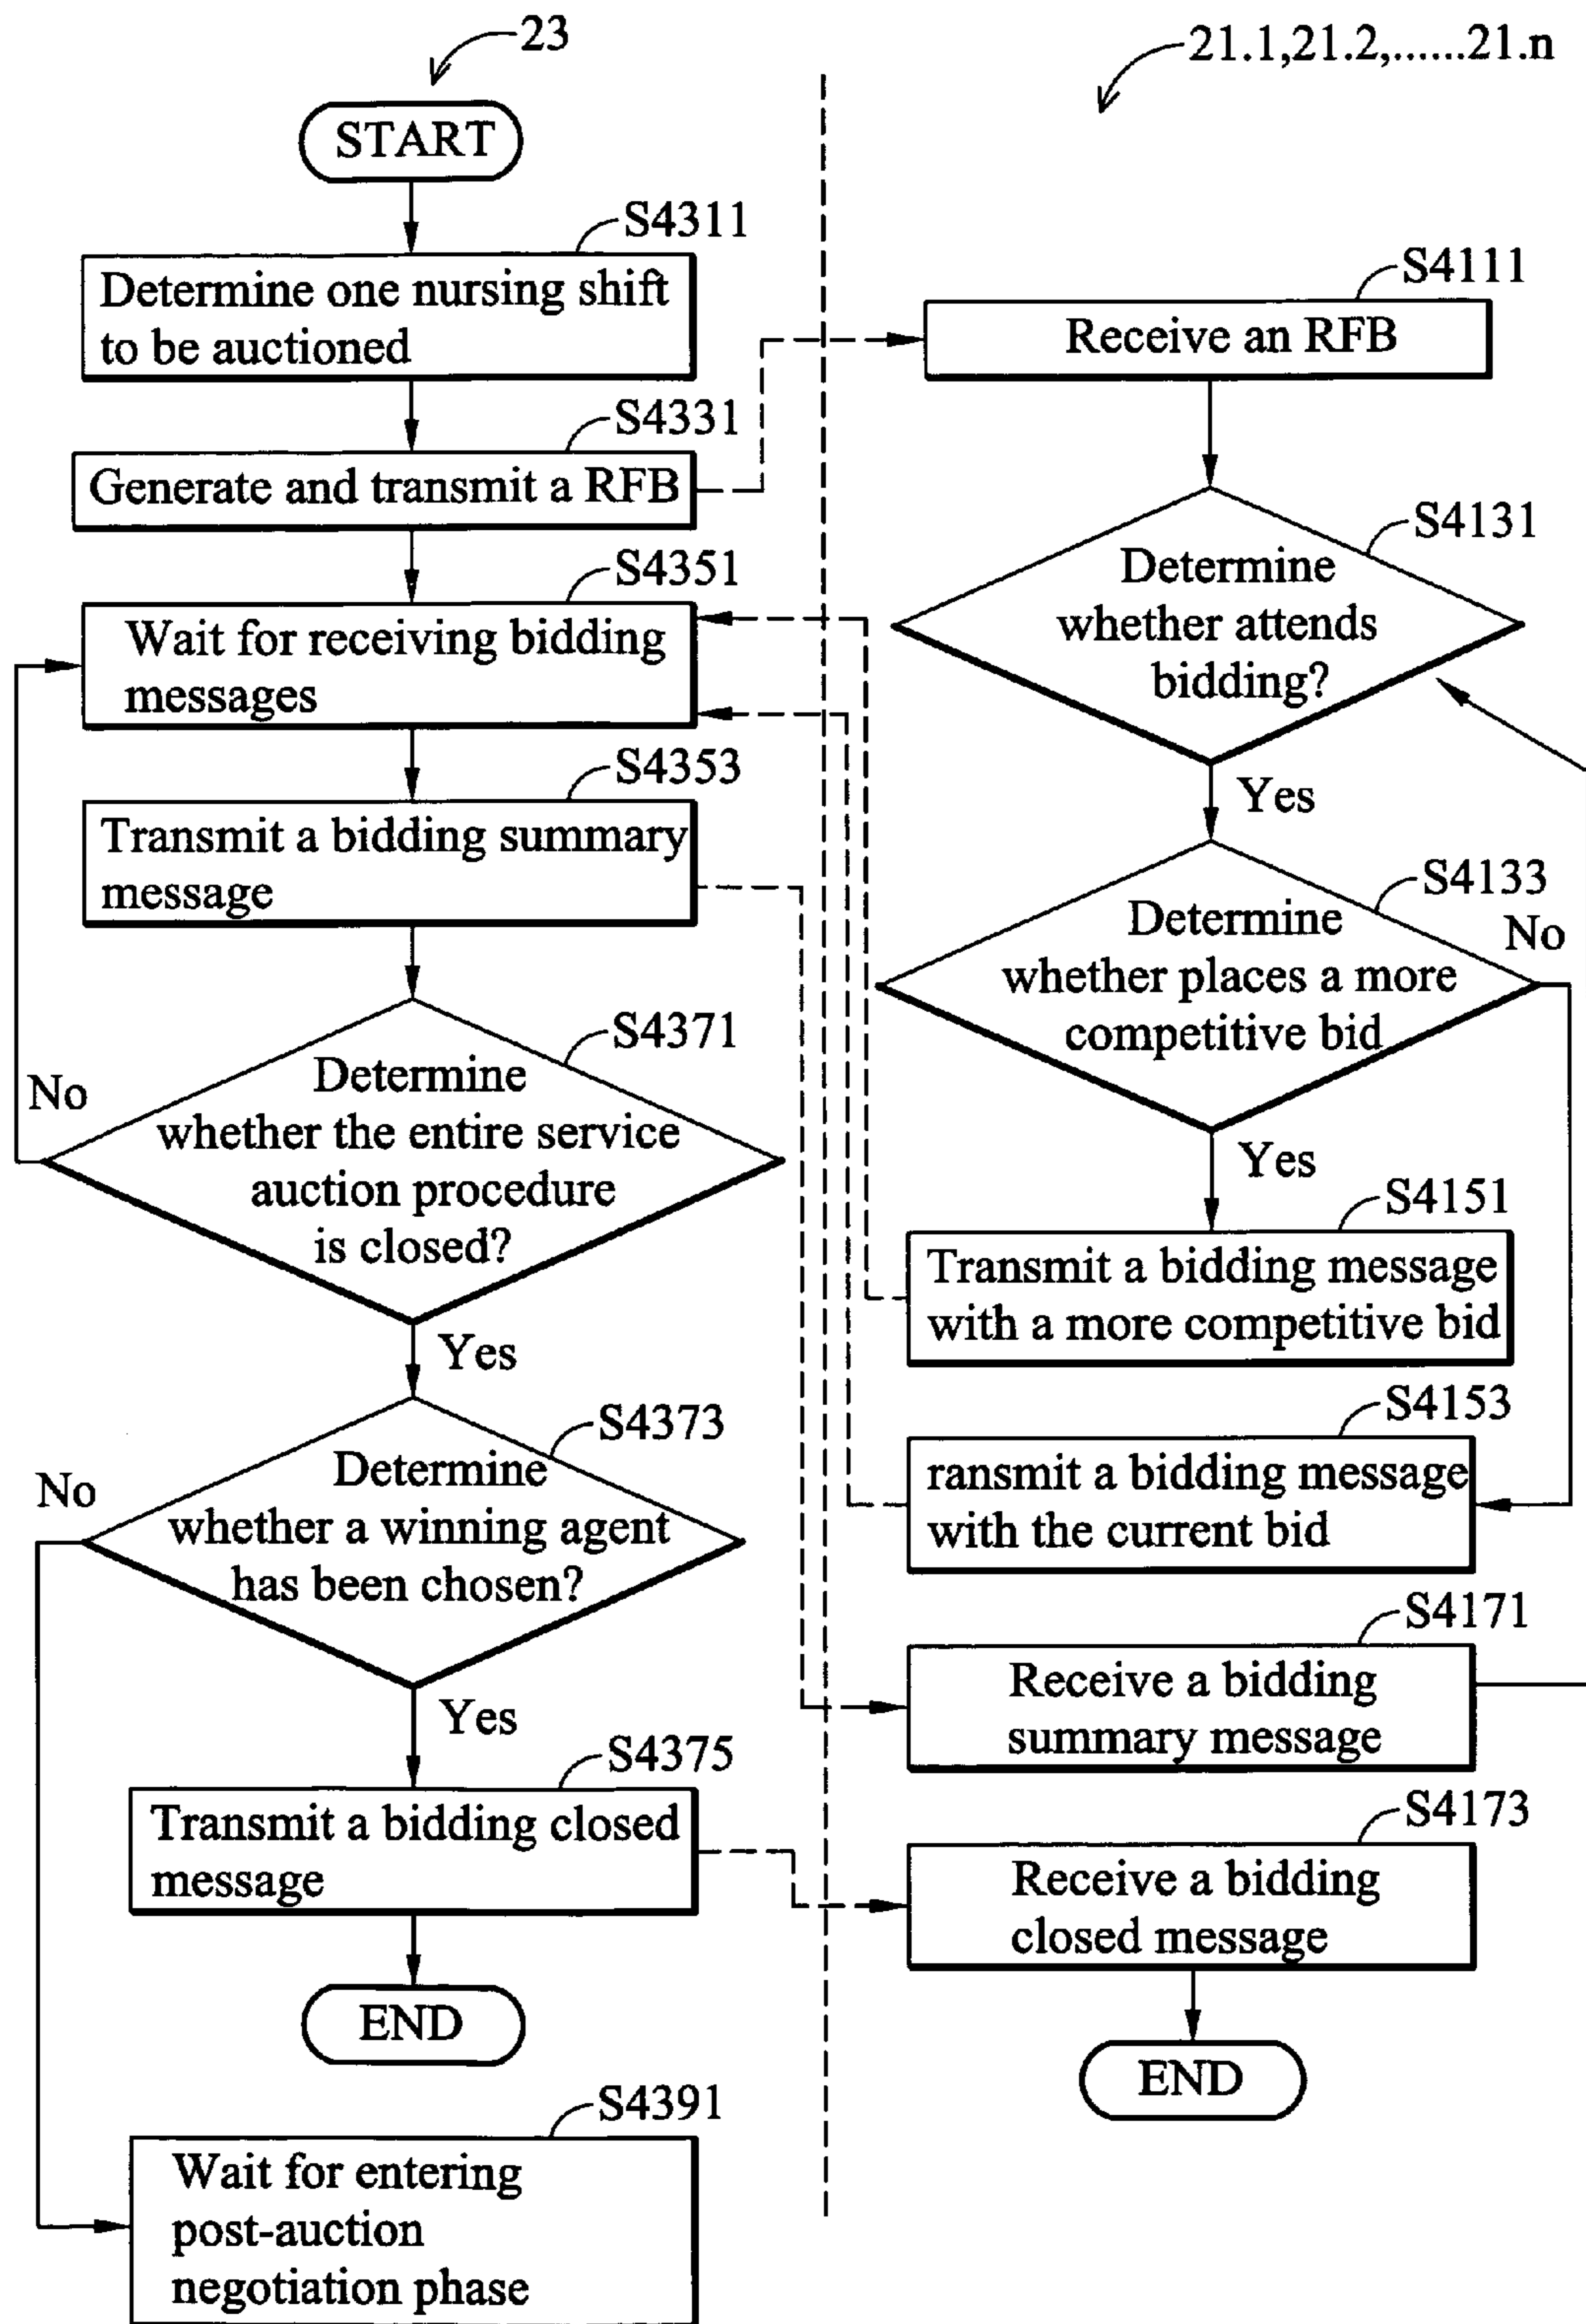 23
START
S4311
Determine one nursing shift
to be auctioned
S4331
Generate and transmit a RFB
S4351
Wait for receiving bidding
messages
S4353
Transmit a bidding summary
message
S4371
Determine
whether the entire service
auction procedure
is closed?
No
Yes
S4373
Determine
whether a winning agent
has been chosen?
No
Yes
S4375
Transmit a bidding closed
message
END
S4391
Wait for entering
post-auction
negotiation phase
21.1,21.2,......21.n
S4111
Receive an RFB
S4131
Determine
whether attends
bidding?
Yes
S4133
Determine
whether places a more
competitive bid
No
Yes
S4151
Transmit a bidding message
with a more competitive bid
S4153
ransmit a bidding message
with the current bid
S4171
Receive a bidding
summary message
S4173
Receive a bidding
closed message
END